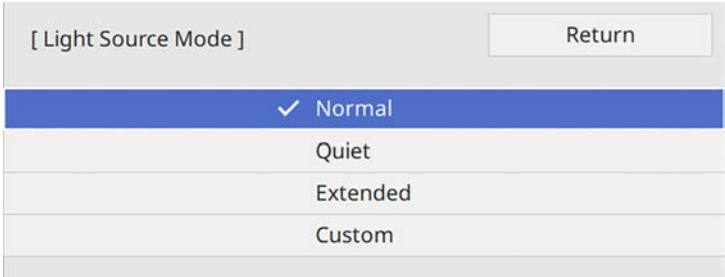 [ Light Source Mode ]
Return
✓ Normal
Quiet
Extended
Custom